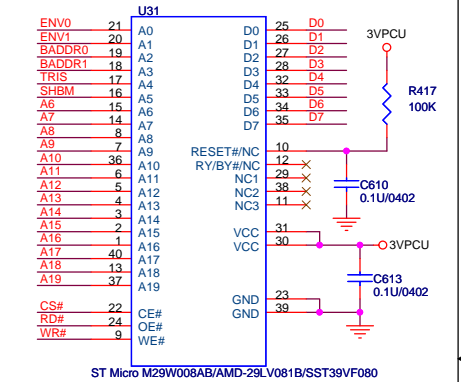 U31
ENV0 21 A0 D0 25 D0
ENV1 20 A1 D1 26 D1
BADDR0 19 A2 D2 27 D2
BADDR1 18 A3 D3 28 D3
TRIS 17 A4 D4 32 D4
SHBM 16 A5 D5 33 D5
A6 15 A6 D6 34 D6
A7 14 A7 D7 35 D7
A8 8 A8
A9 7 A9 RESET#/NC 10
A10 36 A10 RY/BY#/NC 12
A11 6 A11 NC1 29
A12 5 A12 NC2 38
A13 4 A13 NC3 11
A14 3 A14
A15 2 A15 VCC 31
A16 1 A16 VCC 30
A17 40 A17
A18 13 A18
A19 37 A19
GND 23
CS# 22 CE# GND 39
RD# 24 OE#
WR# 9 WE#
3VPCU
R417
100K
C610
0.1U/0402
3VPCU
C613
0.1U/0402
ST Micro M29W008AB/AMD-29LV081B/SST39VF080